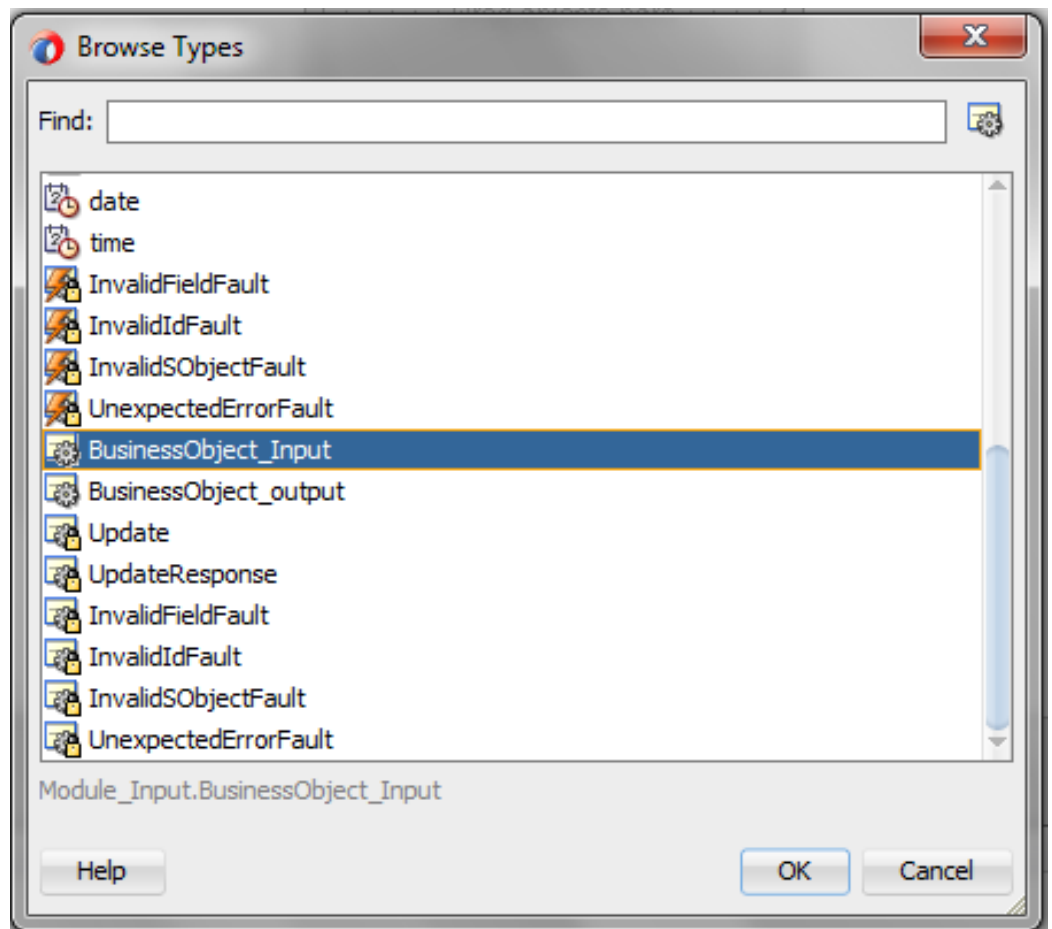 Browse Types
Find:
date
time
InvalidFieldFault
InvalidIdFault
InvalidSObjectFault
UnexpectedErrorFault
BusinessObject_Input
BusinessObject_output
Update
UpdateResponse
InvalidFieldFault
InvalidIdFault
InvalidSObjectFault
UnexpectedErrorFault
Module_Input.BusinessObject_Input
Help OK Cancel